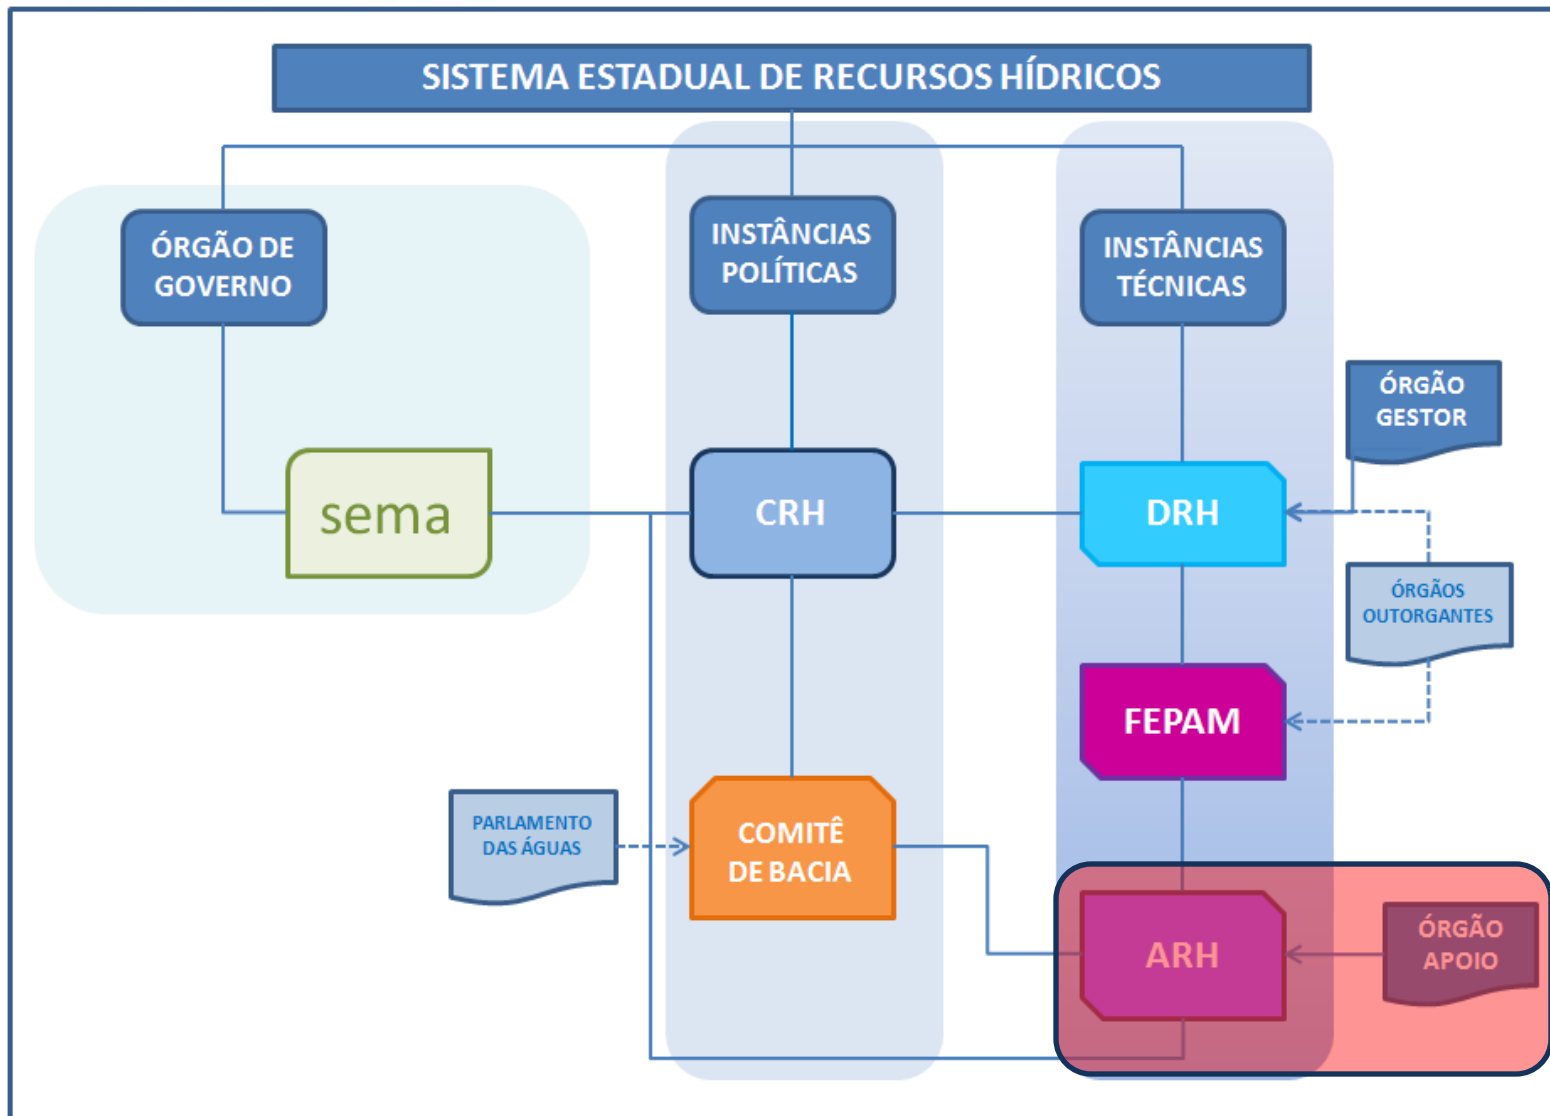 SISTEMA ESTADUAL DE RECURSOS HÍDRICOS
ÓRGÃO DE
GOVERNO
INSTÂNCIAS
POLÍTICAS
INSTÂNCIAS
TÉCNICAS
ÓRGÃO
GESTOR
sema
CRH
DRH
ÓRGÃOS
OUTORGANTES
FEPAM
PARLAMENTO
DAS ÁGUAS
COMITÊ
DE BACIA
ARH
ÓRGÃO
APOIO